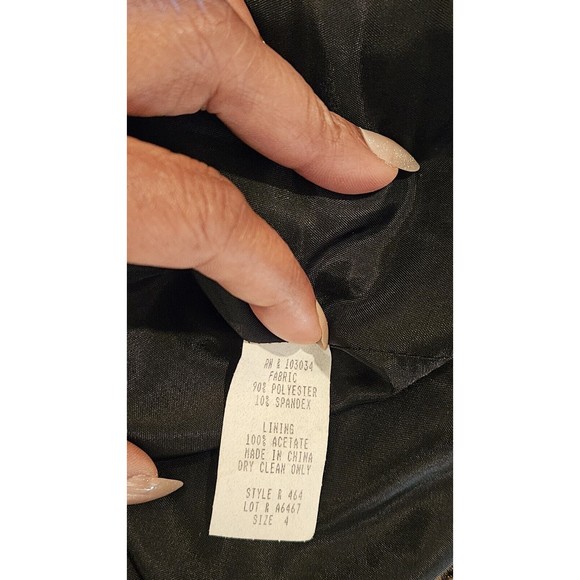 RN & 103034
FABRIC
90% POLYESTER
10% SPANDEX
LINING
100% ACETATE
MADE IN CHINA
DRY CLEAN ONLY
STYLE & 464
LOT & A6467
SIZE 4